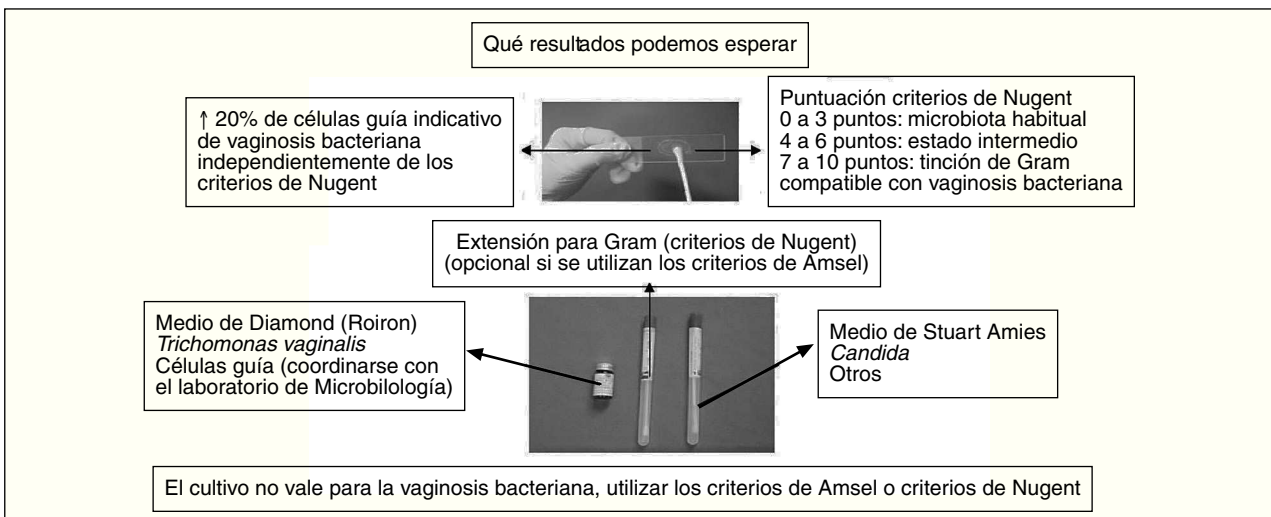 Qué resultados podemos esperar
↑ 20% de células guía indicativo
de vaginosis bacteriana
independientemente de los
criterios de Nugent
Puntuación criterios de Nugent
0 a 3 puntos: microbiota habitual
4 a 6 puntos: estado intermedio
7 a 10 puntos: tinción de Gram
compatible con vaginosis bacteriana
Extensión para Gram (criterios de Nugent)
(opcional si se utilizan los criterios de Amsel)
Medio de Diamond (Roiron)
Trichomonas vaginalis
Células guía (coordinarse con
el laboratorio de Microbilología)
Medio de Stuart Amies
Candida
Otros
El cultivo no vale para la vaginosis bacteriana, utilizar los criterios de Amsel o criterios de Nugent